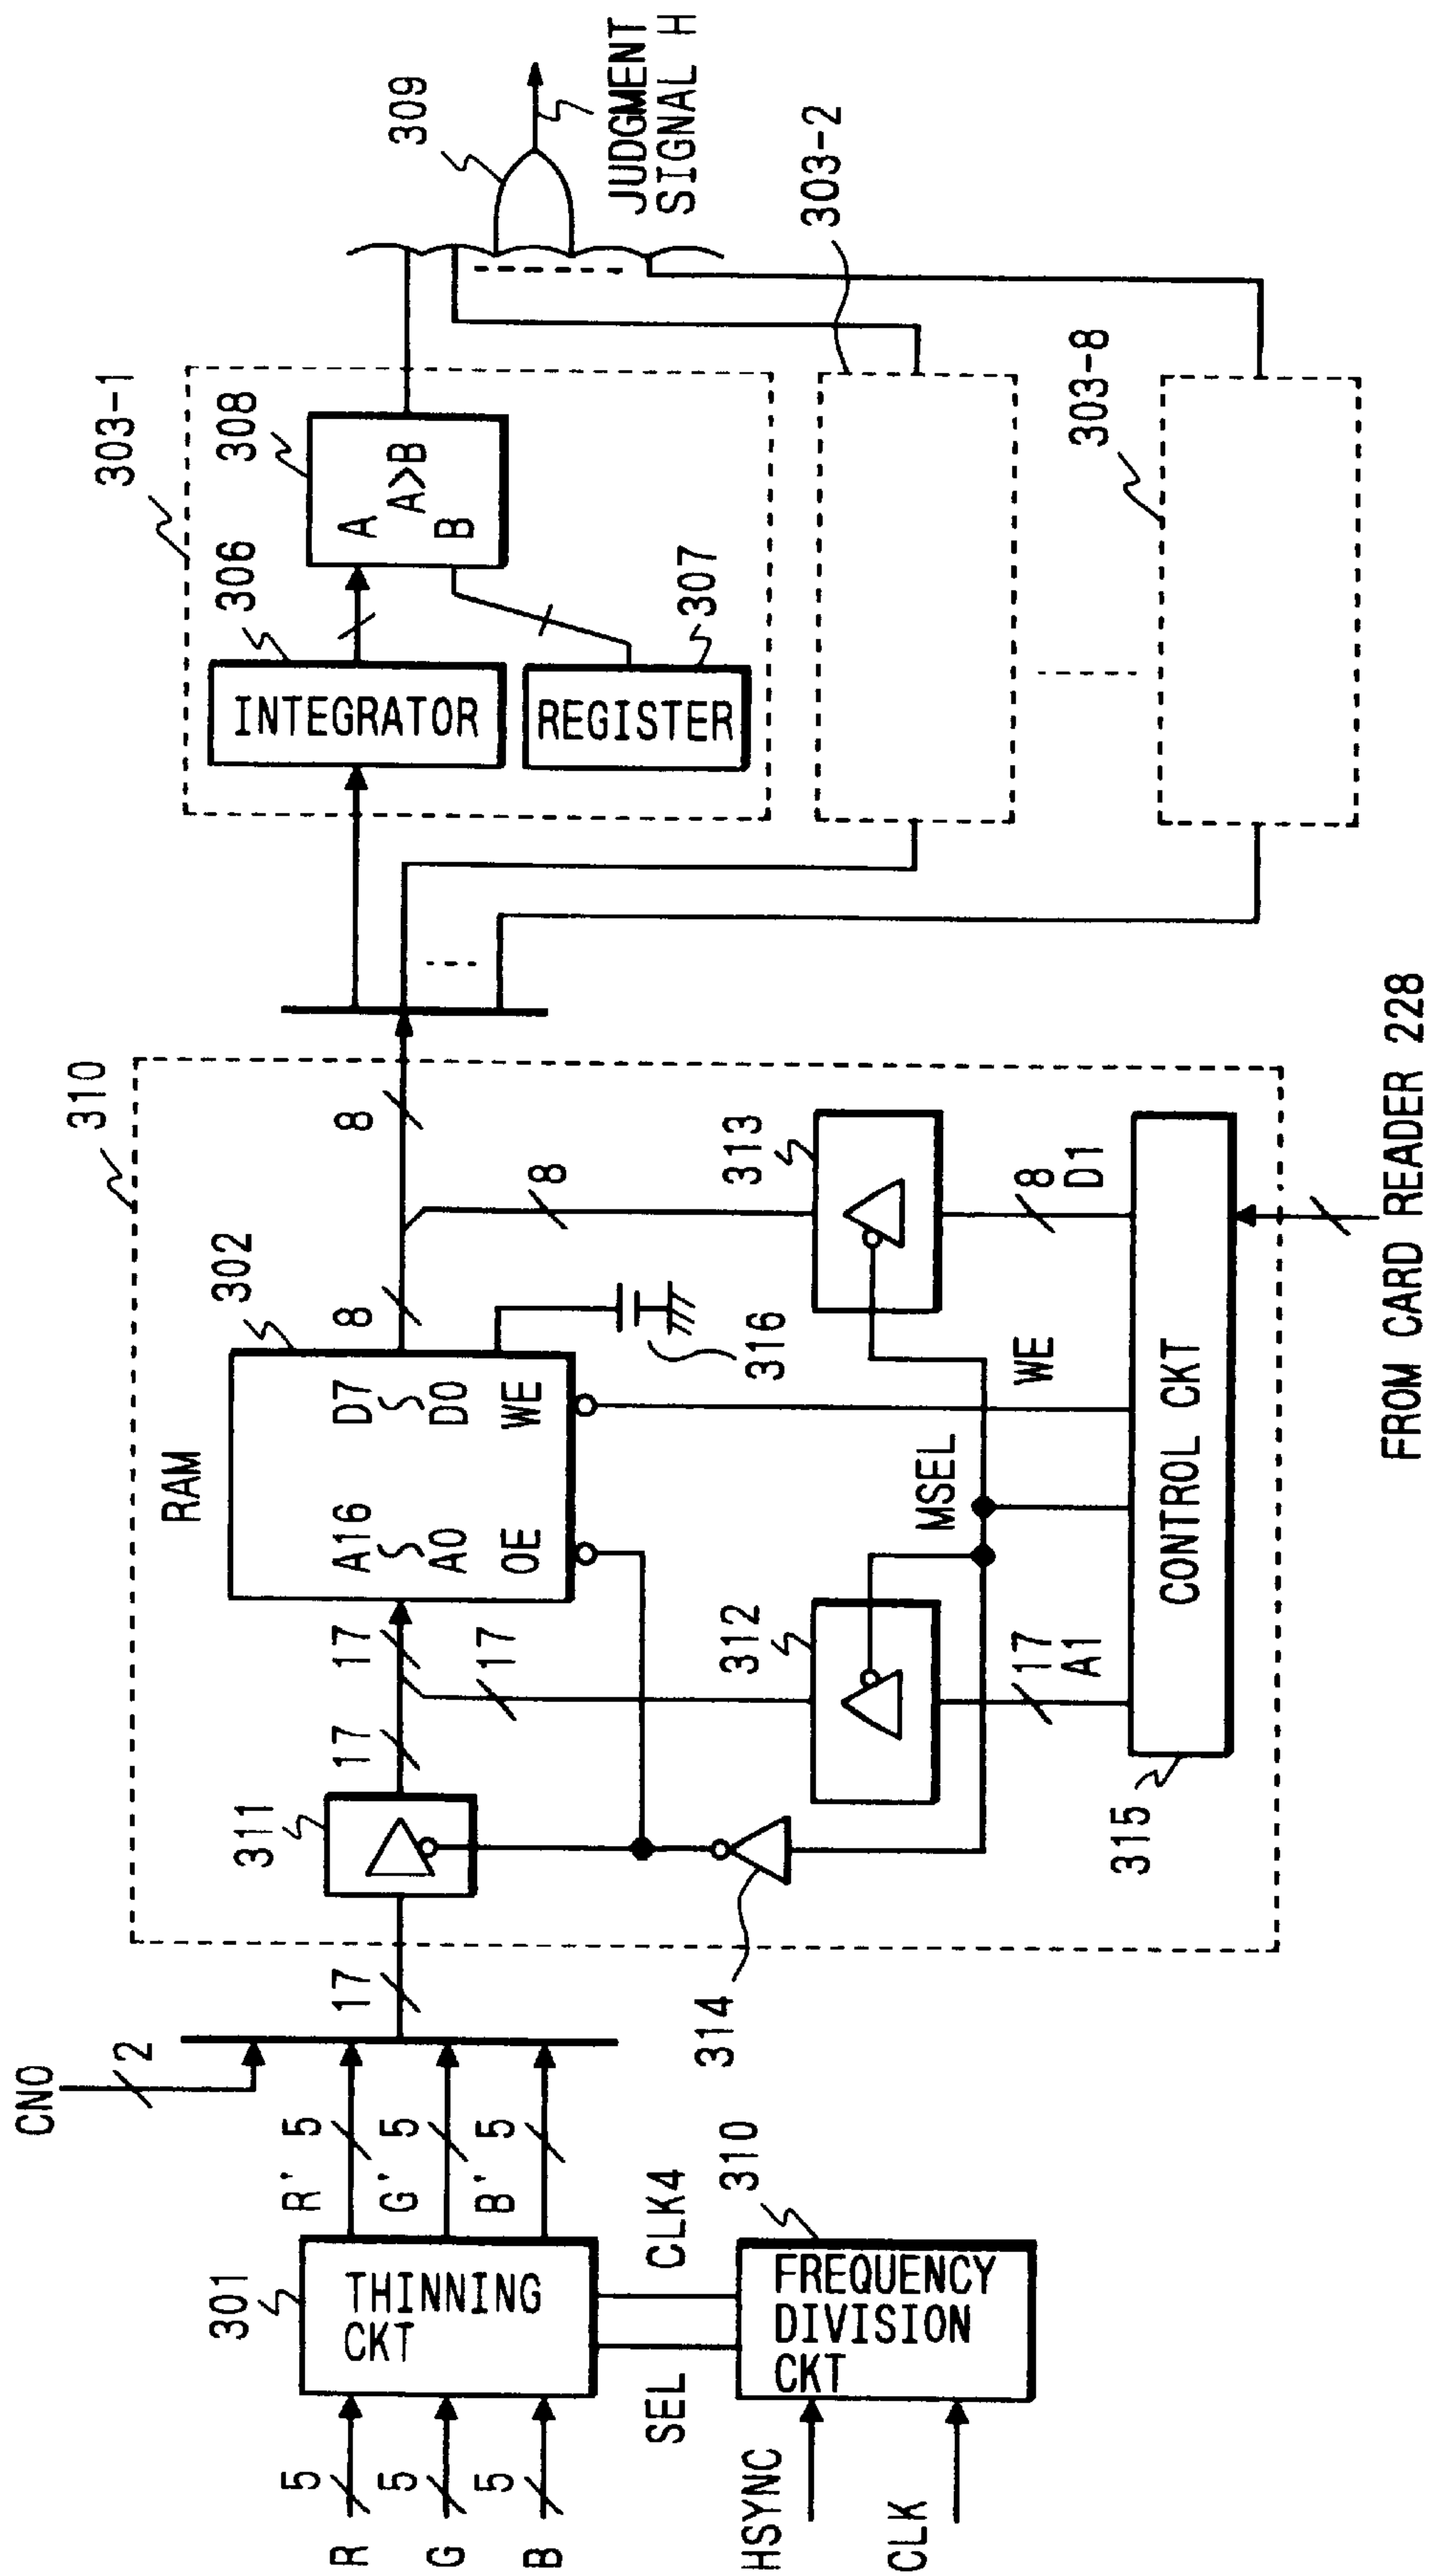 R
5
G
5
B
5
301
THINNING
CKT
SEL
CLK4
HSYNC
CLK
310
FREQUENCY
DIVISION
CKT
CNO
2
R'
5
G'
5
B'
5
17
310
311
17
17
17
314
RAM
302
A16
A0
OE
D7
D0
WE
8
8
8
316
312
313
MSEL
WE
17
A1
8
D1
315
CONTROL CKT
FROM CARD READER 228
303-1
306
INTEGRATOR
307
REGISTER
308
A
A>B
B
303-2
303-8
309
JUDGMENT
SIGNAL H